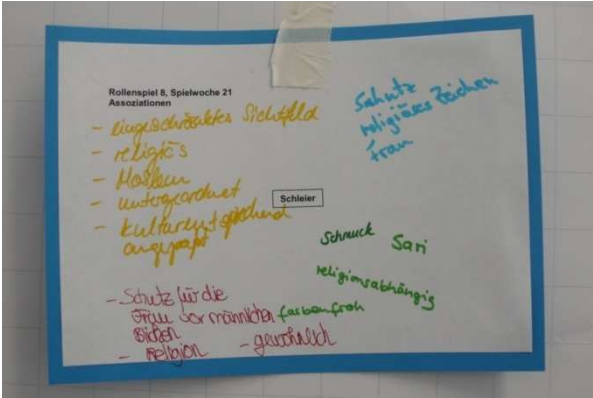 Rollenspiel 8, Spielwoche 21
Assoziationen
- eingeschränktes Sichtfeld
- religiös
- Moslem
- untergeordnet
- kulturentsprechend
angepasst
Schutz
religiöses Zeichen
Frau
Schleier
Schmuck Sari
religionsabhängig
farbenfroh
- Schutz für die
Frau vor männlichen
Blicken
- Religion - gewöhnlich